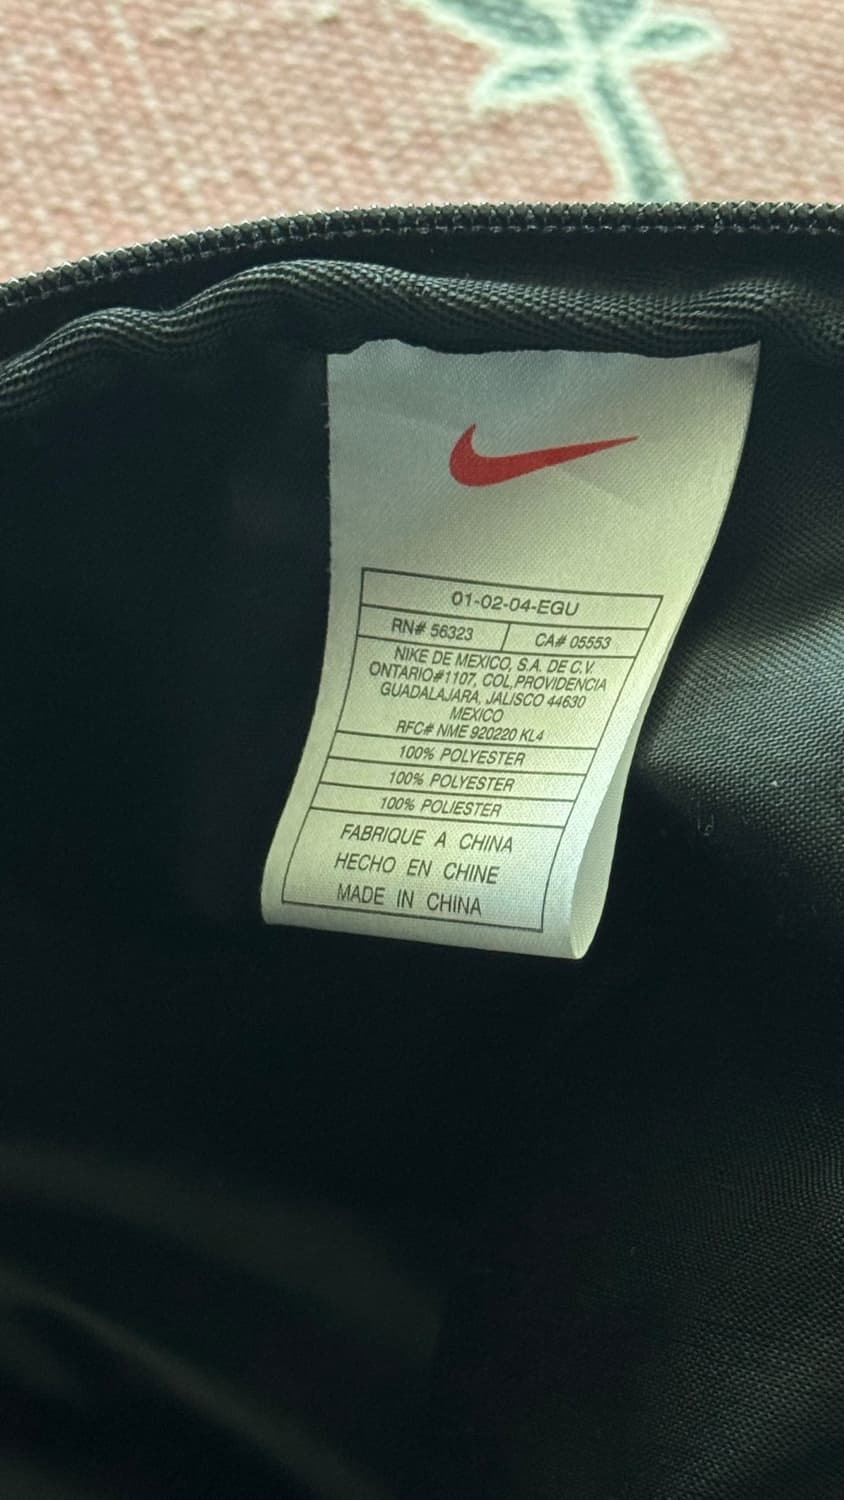 01-02-04-EGU
RN# 56323 CA# 05553
NIKE DE MEXICO, S.A. DE C.V.
ONTARIO#1107, COL,PROVIDENCIA
GUADALAJARA, JALISCO 44630
MEXICO
RFC# NME 920220 KL4
100% POLYESTER
100% POLYESTER
100% POLIESTER
FABRIQUE A CHINA
HECHO EN CHINE
MADE IN CHINA